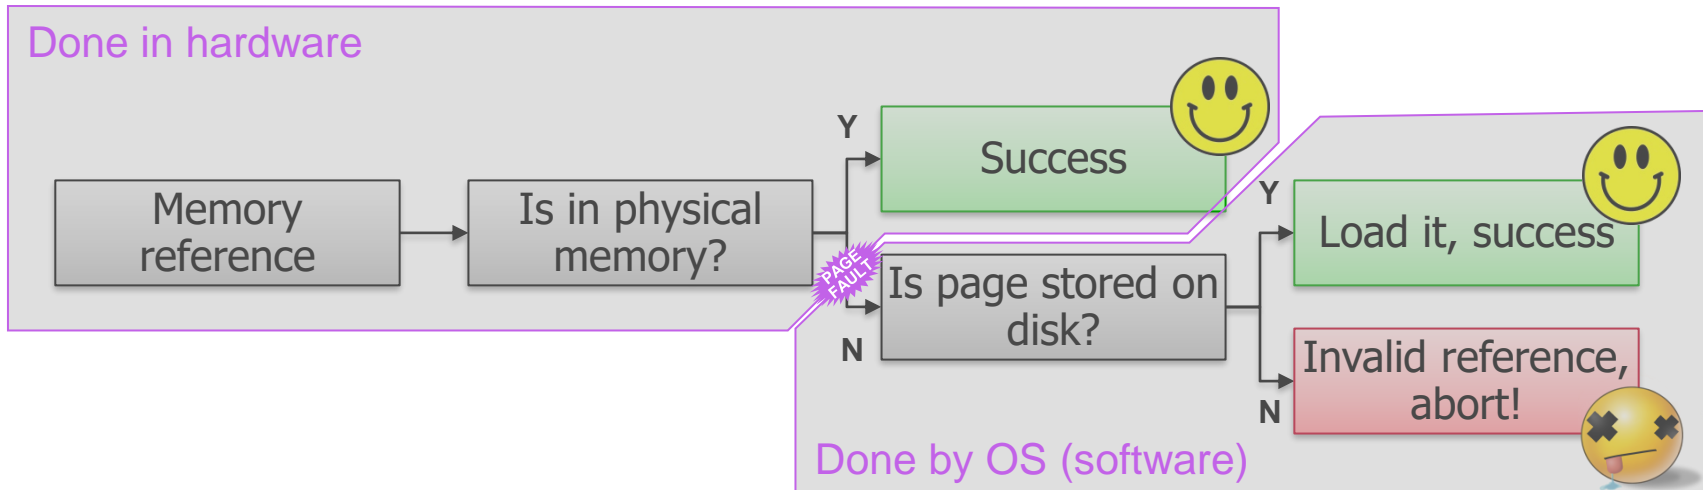 Done in hardware
Memory
reference
Is in physical
memory?
Y
Success
PAGE
FAULT
N
Is page stored on
disk?
Y
Load it, success
N
Invalid reference,
abort!
Done by OS (software)